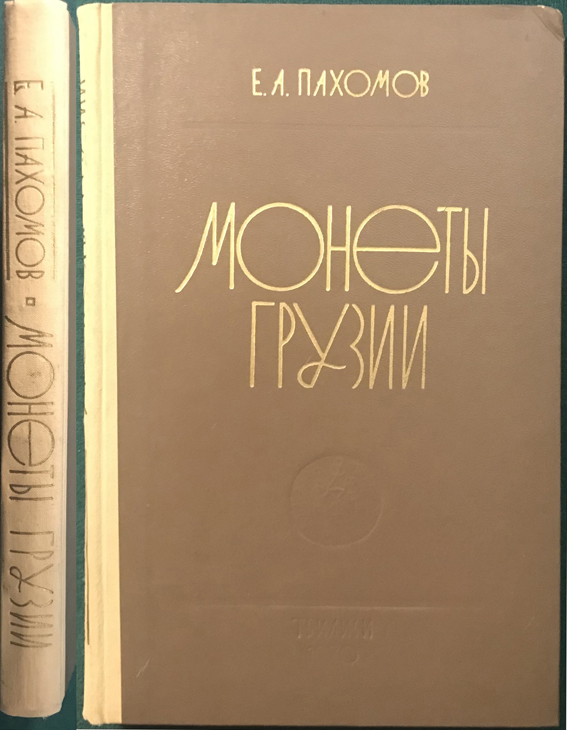 Е. А. ПАХОМОВ МОНЕТЫ ГРУЗИИ
Е. А. ПАХОМОВ
МОНЕТЫ
ГРУЗИИ